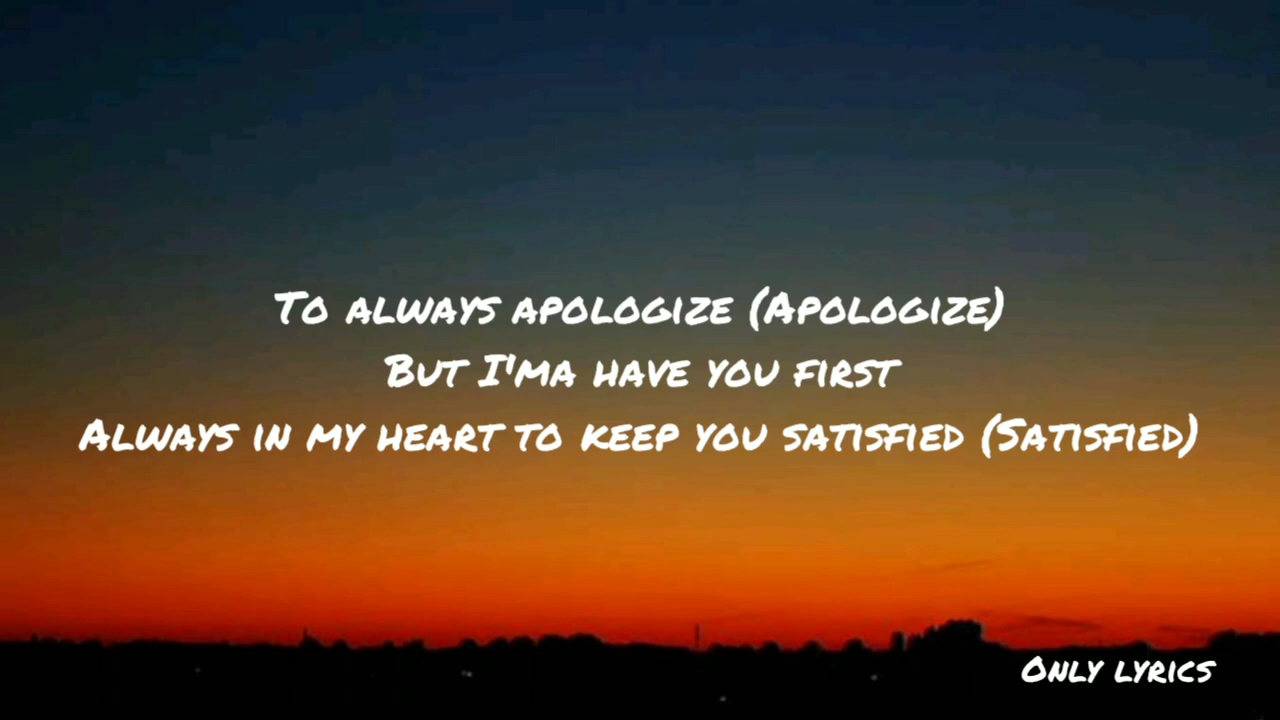 To always apologize (Apologize)
But I'ma have you first
Always in my heart to keep you satisfied (Satisfied)
Only lyrics